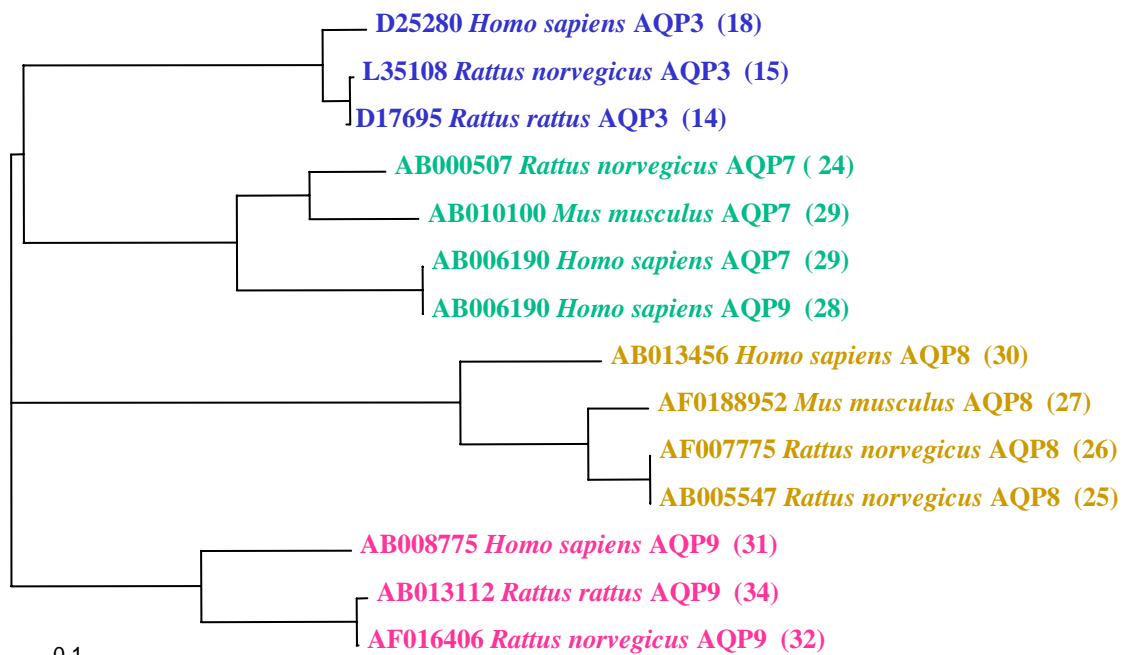 D25280 Homo sapiens AQP3 (18)
L35108 Rattus norvegicus AQP3 (15)
D17695 Rattus rattus AQP3 (14)
AB000507 Rattus norvegicus AQP7 ( 24)
AB010100 Mus musculus AQP7 (29)
AB006190 Homo sapiens AQP7 (29)
AB006190 Homo sapiens AQP9 (28)
AB013456 Homo sapiens AQP8 (30)
AF0188952 Mus musculus AQP8 (27)
AF007775 Rattus norvegicus AQP8 (26)
AB005547 Rattus norvegicus AQP8 (25)
AB008775 Homo sapiens AQP9 (31)
AB013112 Rattus rattus AQP9 (34)
AF016406 Rattus norvegicus AQP9 (32)
0.1